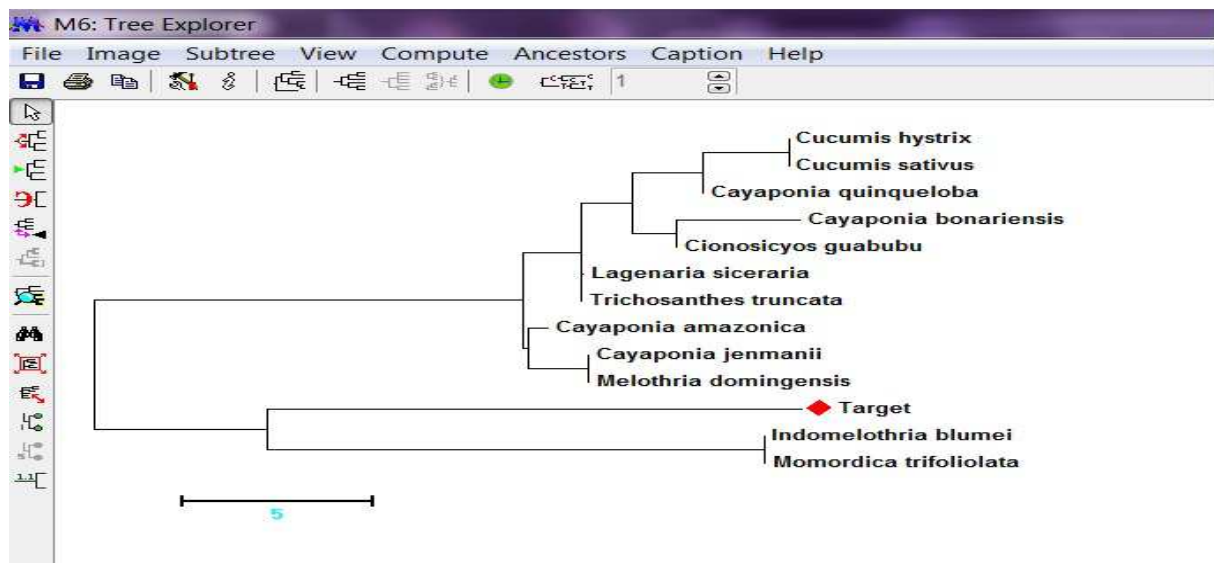 M6: Tree Explorer
File Image Subtree View Compute Ancestors Caption Help
1
Cucumis hystrix
Cucumis sativus
Cayaponia quinqueloba
Cayaponia bonariensis
Cionosicyos guabubu
Lagenaria siceraria
Trichosanthes truncata
Cayaponia amazonica
Cayaponia jenmanii
Melothria domingensis
Target
Indomelothria blumei
Momordica trifoliolata
5